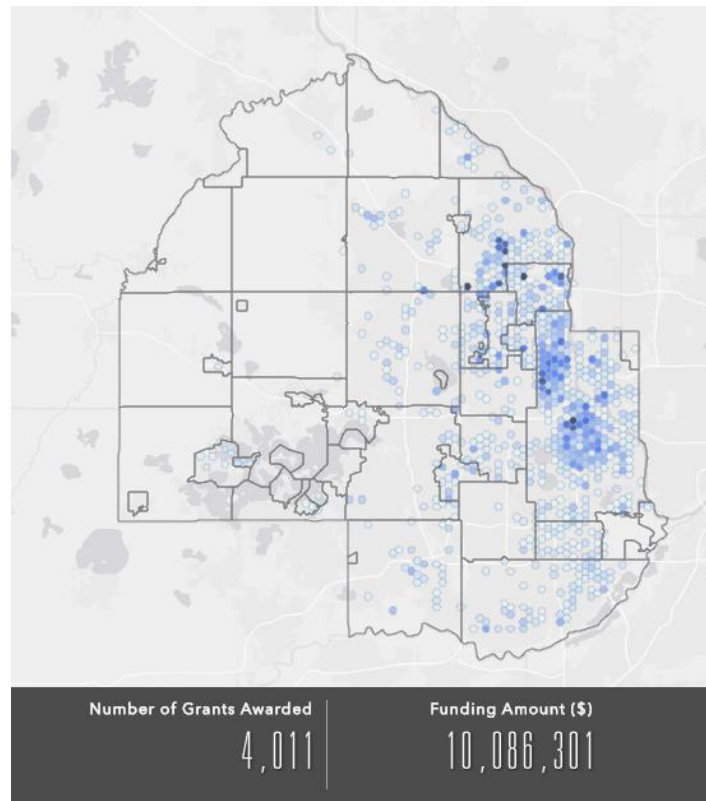 Number of Grants Awarded
4,011
Funding Amount ($)
10,086,301